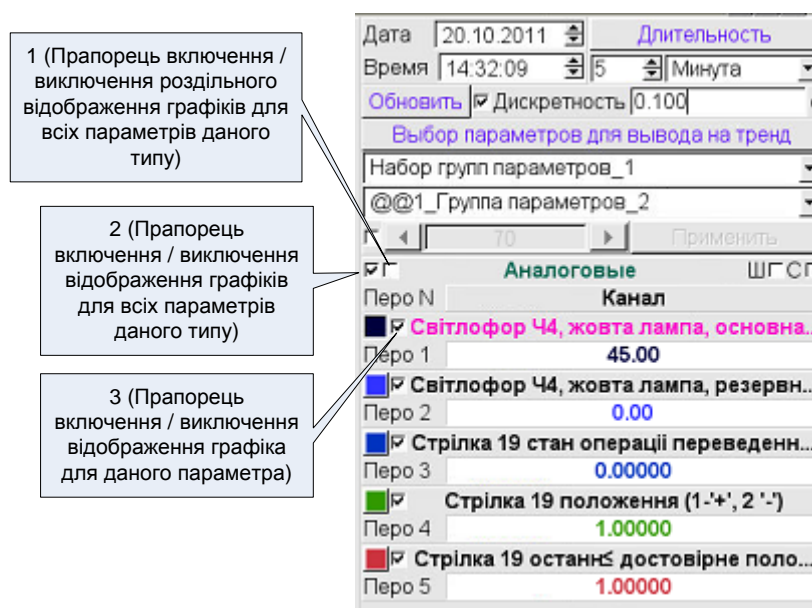 1 (Прапорець включення /
виключення роздільного
відображення графіків для
всіх параметрів даного
типу)
2 (Прапорець
включення / виключення
відображення графіків
для всіх параметрів
даного типу)
3 (Прапорець
включення / виключення
відображення графіка
для даного параметра)
Дата 20.10.2011 Длительность
Время 14:32:09 5 Минута
Обновить Дискретность 0.100
Выбор параметров для вывода на тренд
Набор групп параметров_1
@@1_Группа параметров_2
70 Применить
Аналоговые Ш С
Перо N Канал
Світлофор Ч4, жовта лампа, основна...
Перо 1 45.00
Світлофор Ч4, жовта лампа, резервн...
Перо 2 0.00
Стрілка 19 стан операціі переведенн...
Перо 3 0.00000
Стрілка 19 положення (1-'+', 2 '-')
Перо 4 1.00000
Стрілка 19 останнє достовірне поло...
Перо 5 1.00000